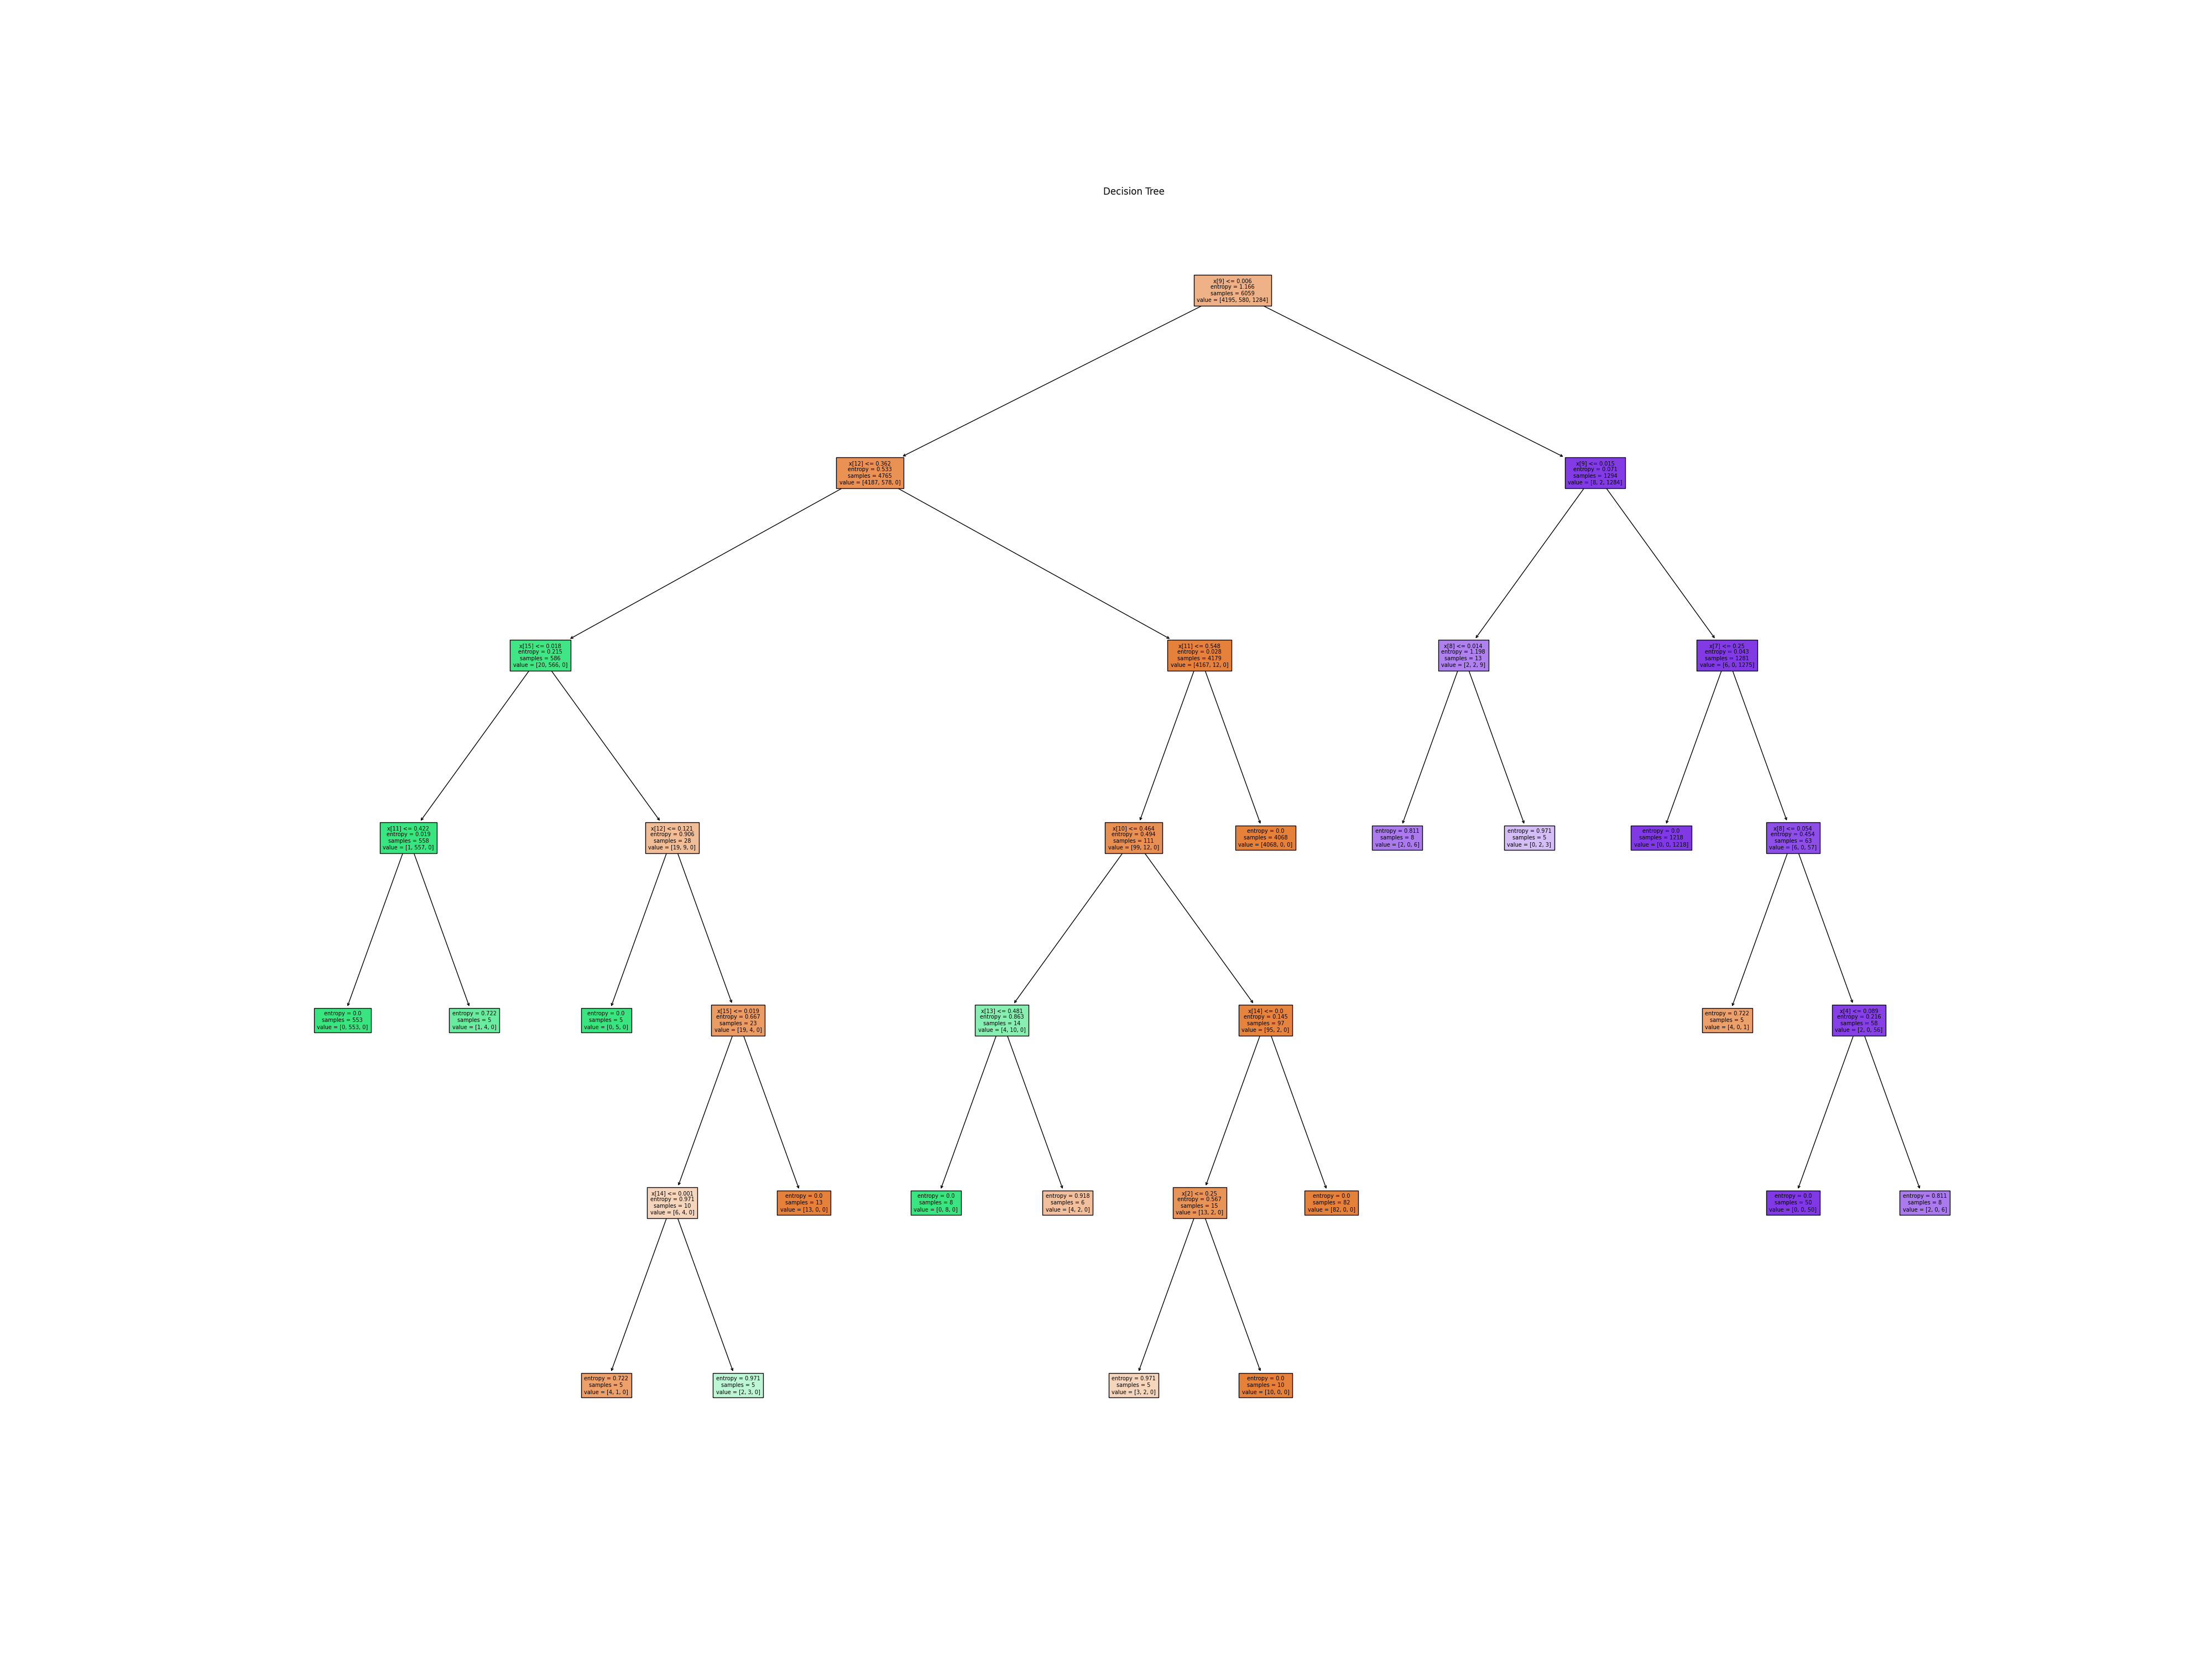 Decision Tree
x[9] <= 0.006
entropy = 1.166
samples = 6059
value = [4195, 580, 1284]
x[12] <= 0.362
entropy = 0.533
samples = 4765
value = [4187, 578, 0]
x[9] <= 0.015
entropy = 0.071
samples = 1294
value = [8, 2, 1284]
x[15] <= 0.018
entropy = 0.215
samples = 586
value = [20, 566, 0]
x[11] <= 0.548
entropy = 0.028
samples = 4179
value = [4167, 12, 0]
x[8] <= 0.014
entropy = 1.198
samples = 13
value = [2, 2, 9]
x[7] <= 0.25
entropy = 0.043
samples = 1281
value = [6, 0, 1275]
x[11] <= 0.422
entropy = 0.019
samples = 558
value = [1, 557, 0]
x[12] <= 0.121
entropy = 0.906
samples = 28
value = [19, 9, 0]
x[10] <= 0.464
entropy = 0.494
samples = 111
value = [99, 12, 0]
entropy = 0.0
samples = 4068
value = [4068, 0, 0]
entropy = 0.811
samples = 8
value = [2, 0, 6]
entropy = 0.971
samples = 5
value = [0, 2, 3]
entropy = 0.0
samples = 1218
value = [0, 0, 1218]
x[8] <= 0.054
entropy = 0.454
samples = 63
value = [6, 0, 57]
entropy = 0.0
samples = 553
value = [0, 553, 0]
entropy = 0.722
samples = 5
value = [1, 4, 0]
entropy = 0.0
samples = 5
value = [0, 5, 0]
x[15] <= 0.019
entropy = 0.667
samples = 23
value = [19, 4, 0]
x[13] <= 0.481
entropy = 0.863
samples = 14
value = [4, 10, 0]
x[14] <= 0.0
entropy = 0.145
samples = 97
value = [95, 2, 0]
entropy = 0.722
samples = 5
value = [4, 0, 1]
x[4] <= 0.089
entropy = 0.216
samples = 58
value = [2, 0, 56]
x[14] <= 0.001
entropy = 0.971
samples = 10
value = [6, 4, 0]
entropy = 0.0
samples = 13
value = [13, 0, 0]
entropy = 0.0
samples = 8
value = [0, 8, 0]
entropy = 0.918
samples = 6
value = [4, 2, 0]
x[2] <= 0.25
entropy = 0.567
samples = 15
value = [13, 2, 0]
entropy = 0.0
samples = 82
value = [82, 0, 0]
entropy = 0.0
samples = 50
value = [0, 0, 50]
entropy = 0.811
samples = 8
value = [2, 0, 6]
entropy = 0.722
samples = 5
value = [4, 1, 0]
entropy = 0.971
samples = 5
value = [2, 3, 0]
entropy = 0.971
samples = 5
value = [3, 2, 0]
entropy = 0.0
samples = 10
value = [10, 0, 0]